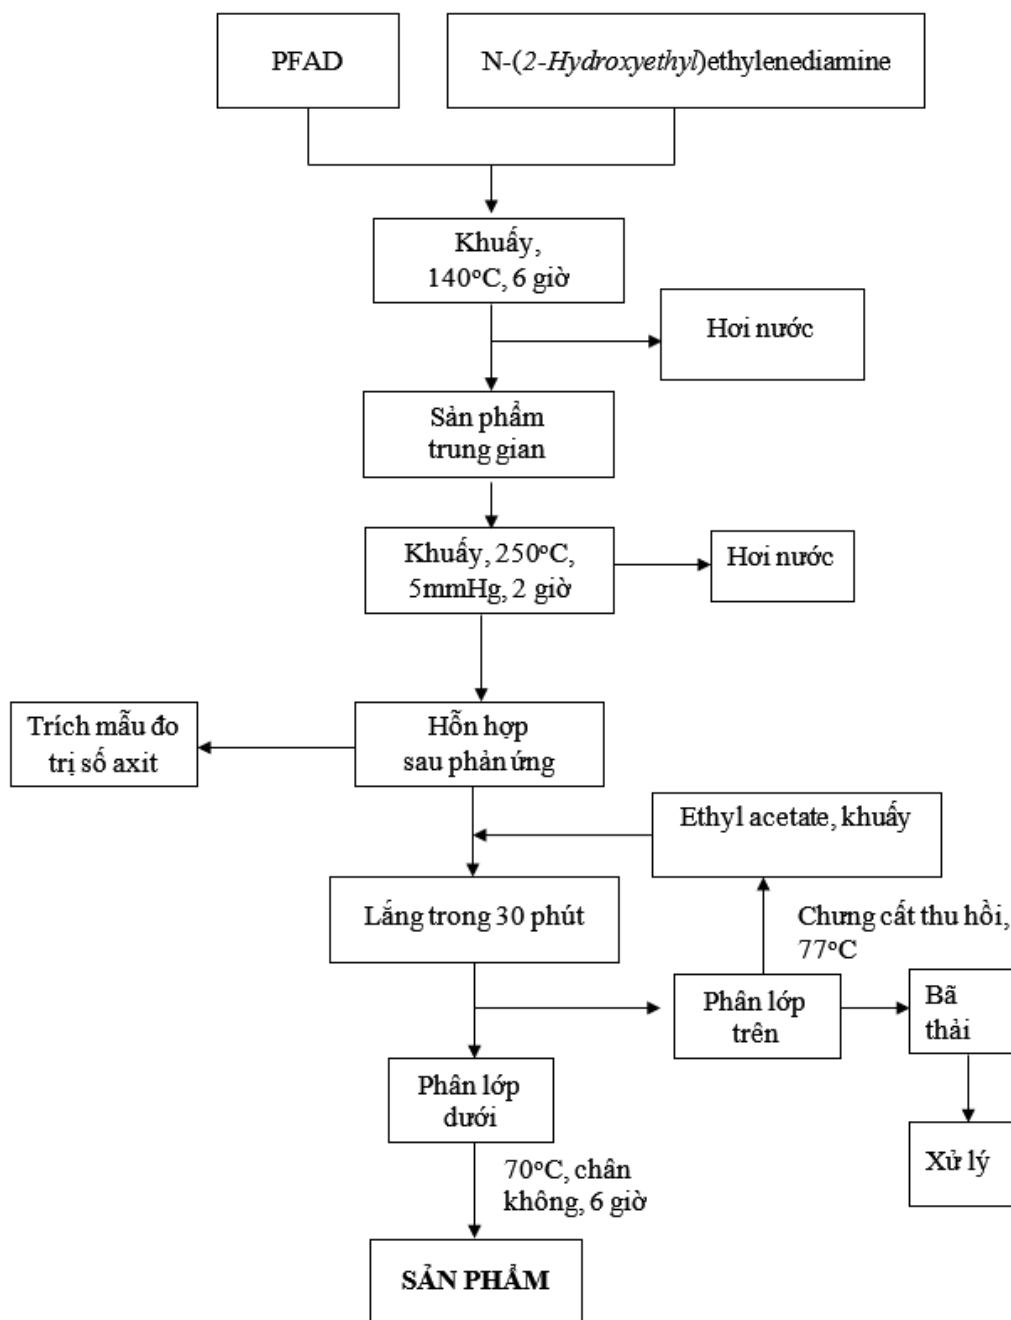 PFAD
N-(2-Hydroxyethyl)ethylenediamine
Khuấy,
140°C, 6 giờ
Hơi nước
Sản phẩm
trung gian
Khuấy, 250°C,
5mmHg, 2 giờ
Hơi nước
Trích mẫu đo
trị số axit
Hỗn hợp
sau phản ứng
Ethyl acetate, khuấy
Lắng trong 30 phút
Chưng cất thu hồi,
77°C
Phân lớp
trên
Bã
thải
Phân lớp
dưới
Xử lý
70°C, chân
không, 6 giờ
SẢN PHẨM